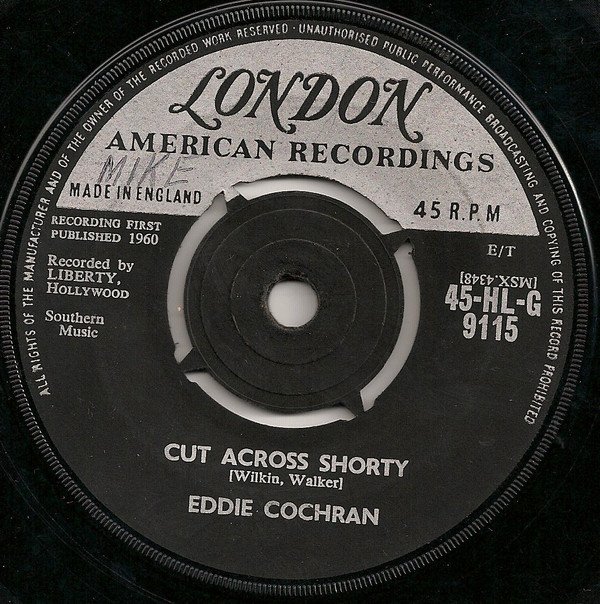 ALL RIGHTS OF THE MANUFACTURER AND OF THE OWNER OF THE RECORDED WORK RESERVED · UNAUTHORISED PUBLIC PERFORMANCE BROADCASTING AND COPYING OF THIS RECORD PROHIBITED
LONDON
AMERICAN RECORDINGS
MIKE
MADE IN ENGLAND
45 R.P.M
RECORDING FIRST
PUBLISHED 1960
E/T
Recorded by
LIBERTY,
HOLLYWOOD
[MSX.4348]
45-HL-G
9115
Southern
Music
CUT ACROSS SHORTY
[Wilkin, Walker]
EDDIE COCHRAN